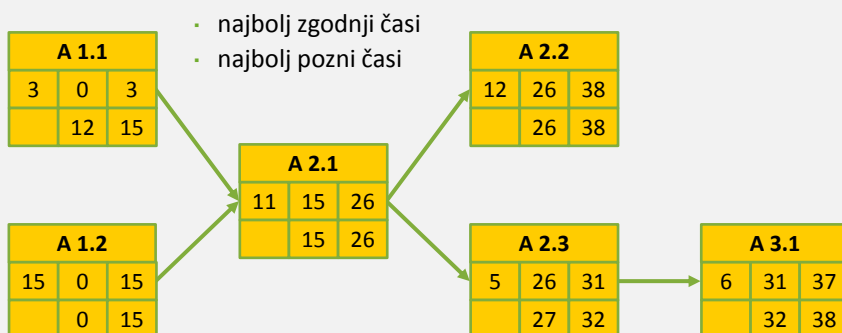 · najbolj zgodnji časi
· najbolj pozni časi
A 1.1
3 0 3
12 15
A 2.2
12 26 38
26 38
A 2.1
11 15 26
15 26
A 1.2
15 0 15
0 15
A 2.3
5 26 31
27 32
A 3.1
6 31 37
32 38